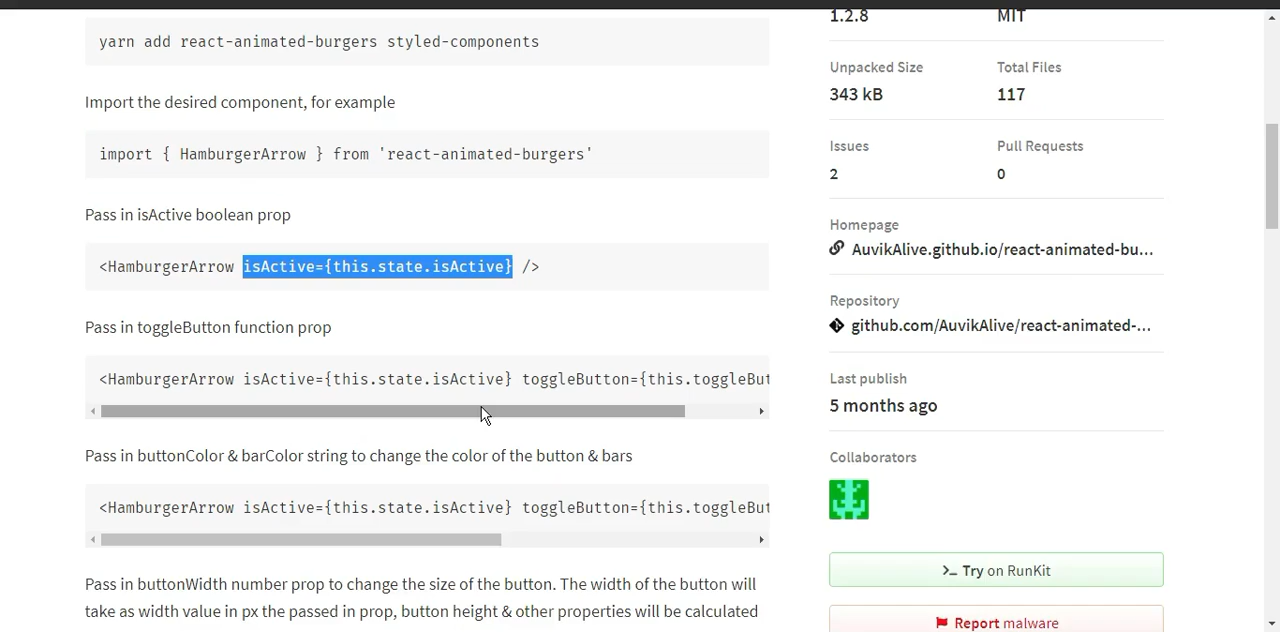 yarn add react-animated-burgers styled-components
Import the desired component, for example
import { HamburgerArrow } from 'react-animated-burgers'
Pass in isActive boolean prop
<HamburgerArrow isActive={this.state.isActive} />
Pass in toggleButton function prop
<HamburgerArrow isActive={this.state.isActive} toggleButton={this.toggleBut
Pass in buttonColor & barColor string to change the color of the button & bars
<HamburgerArrow isActive={this.state.isActive} toggleButton={this.toggleBut
Pass in buttonWidth number prop to change the size of the button. The width of the button will
take as width value in px the passed in prop, button height & other properties will be calculated
1.2.8
MIT
Unpacked Size
Total Files
343 kB
117
Issues
Pull Requests
2
0
Homepage
AuvikAlive.github.io/react-animated-bu...
Repository
github.com/AuvikAlive/react-animated-...
Last publish
5 months ago
Collaborators
>_ Try on RunKit
Report malware